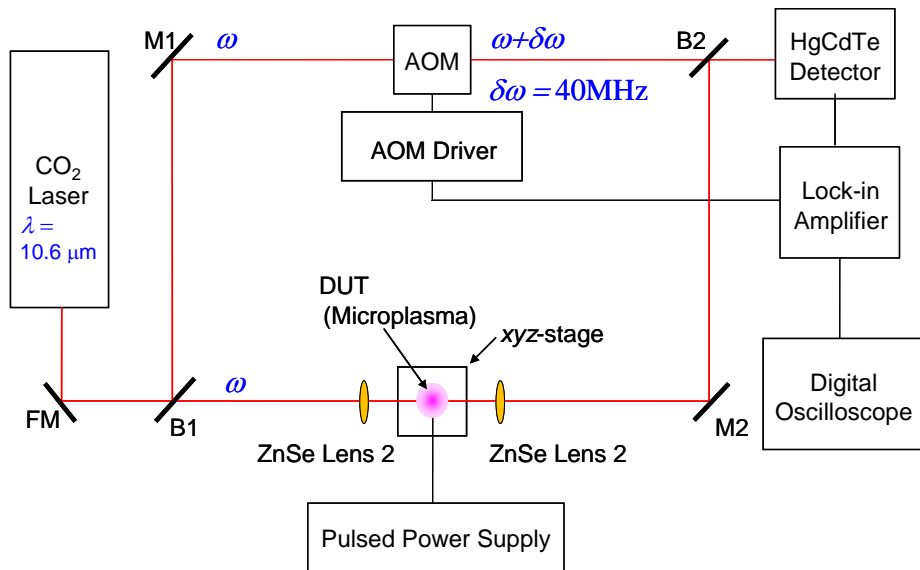 M1
ω
AOM
ω+δω
δω = 40MHz
B2
HgCdTe
Detector
AOM Driver
CO₂
Laser
λ =
10.6 μm
Lock-in
Amplifier
DUT
(Microplasma)
xyz-stage
FM
B1
ω
ZnSe Lens 2
ZnSe Lens 2
M2
Digital
Oscilloscope
Pulsed Power Supply